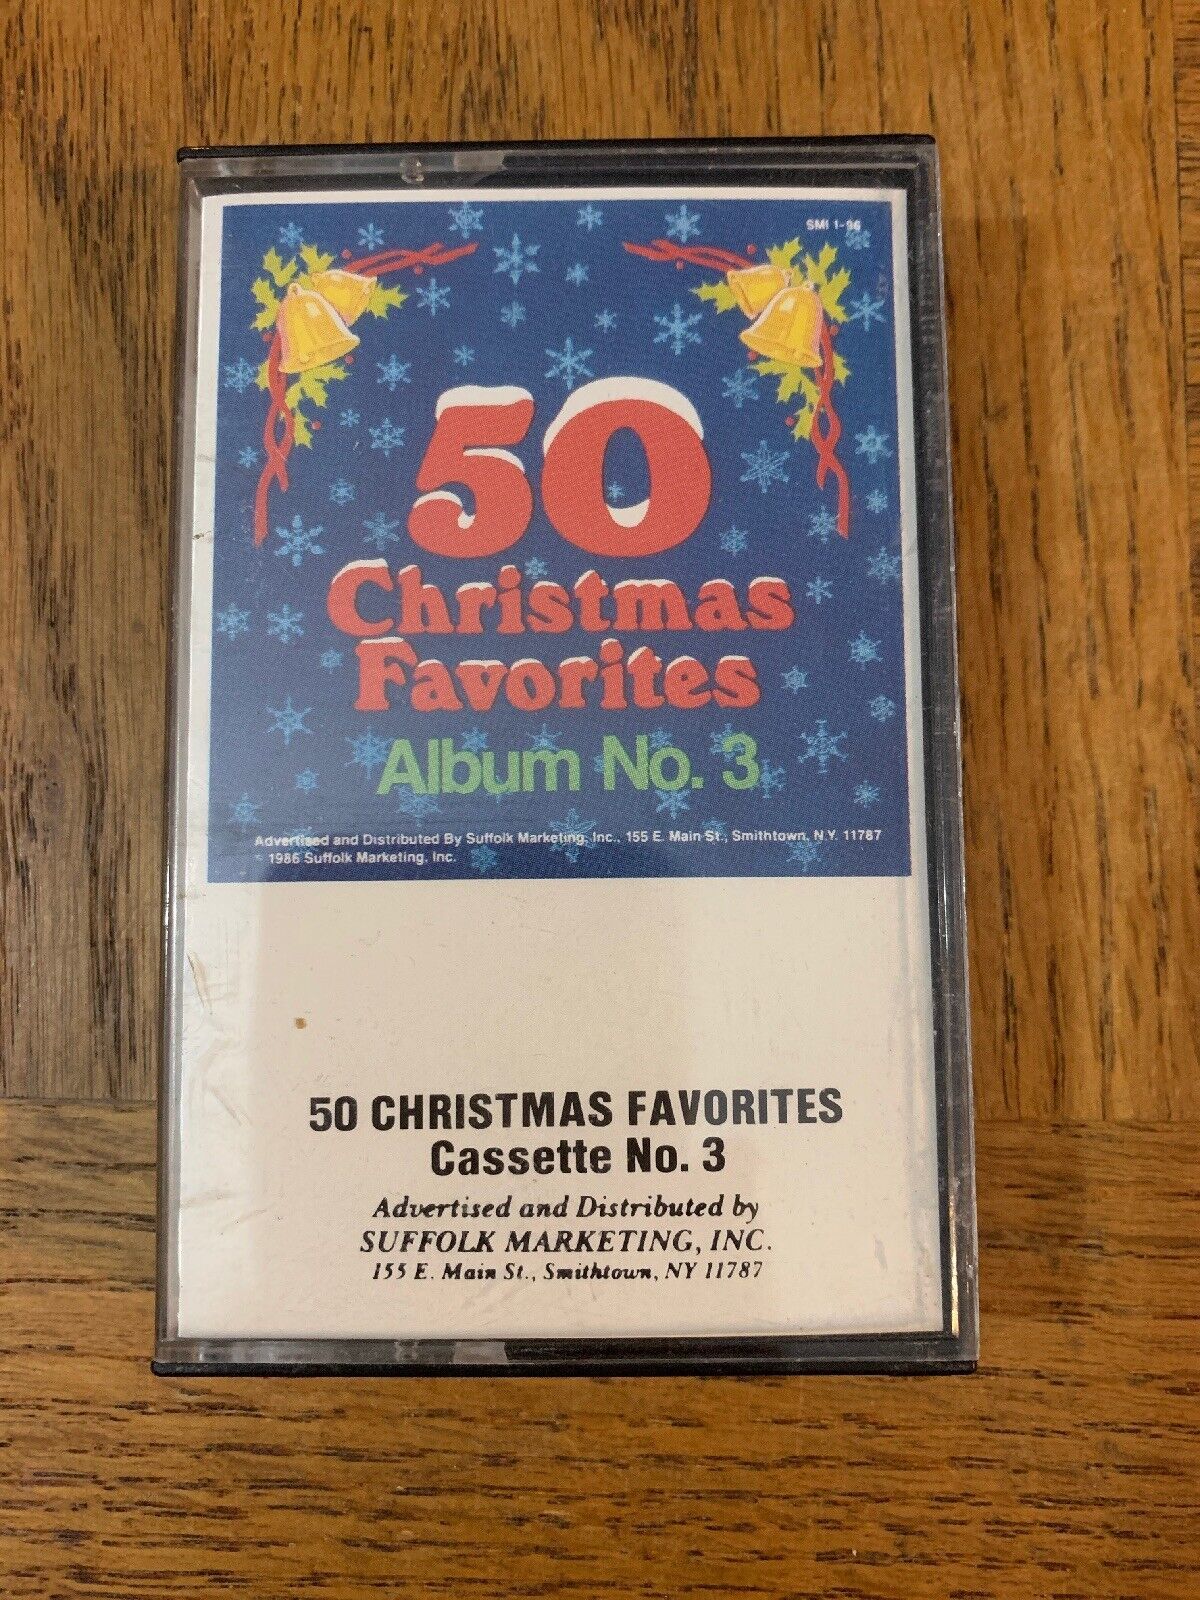 SMI 1-96
50
Christmas
Favorites
Album No. 3
Advertised and Distributed By Suffolk Marketing, Inc., 155 E. Main St., Smithtown, N.Y. 11787
1986 Suffolk Marketing, Inc.
50 CHRISTMAS FAVORITES
Cassette No. 3
Advertised and Distributed by
SUFFOLK MARKETING, INC.
155 E. Main St., Smithtown, NY 11787